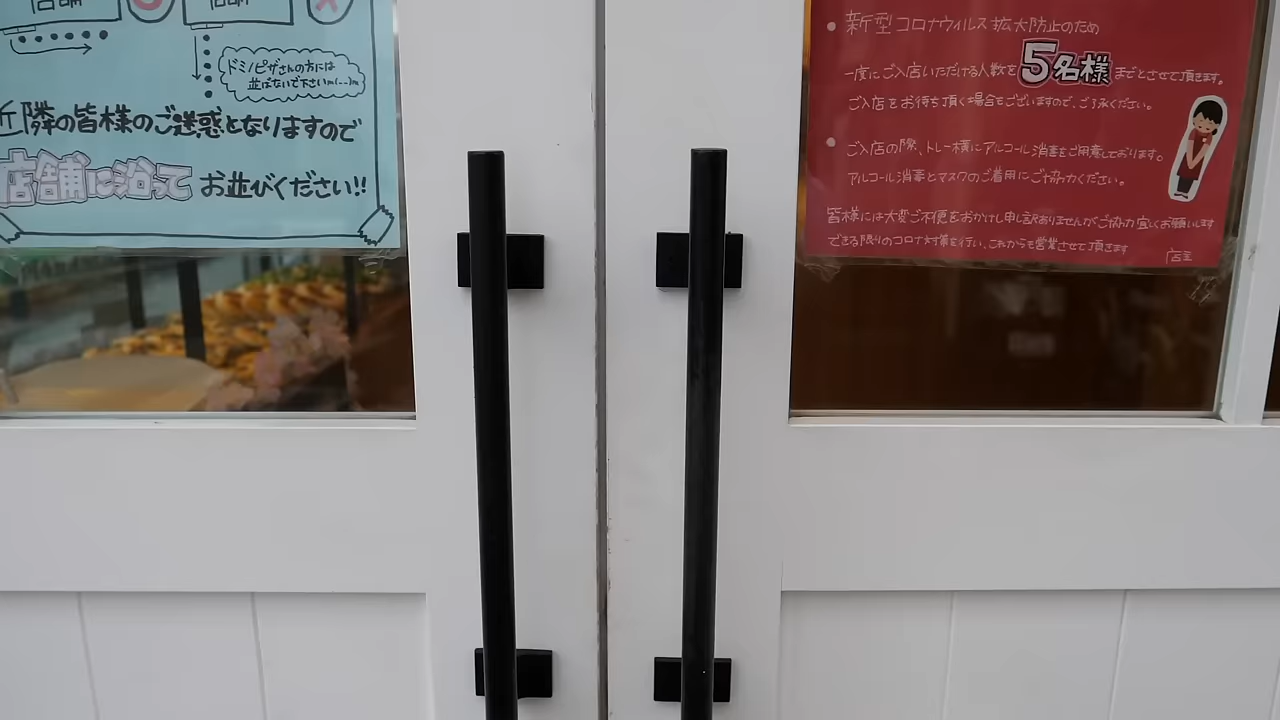 店舗
店舗
ドミノピザさんの方には
並ばないで下さいm(__)m
近隣の皆様のご迷惑となりますので
店舗に沿って お並びください!!
• 新型コロナウィルス拡大防止のため
一度にご入店いただける人数を5名様までとさせて頂きます。
ご入店をお待ち頂く場合もございますので、ご了承ください。
• ご入店の際、トレー横にアルコール消毒をご用意しております。
アルコール消毒とマスクのご着用にご協力ください。
皆様には大変ご不便をおかけし申し訳ありませんがご協力宜しくお願いします
できる限りのコロナ対策を行い、これからも営業させて頂きます
店主